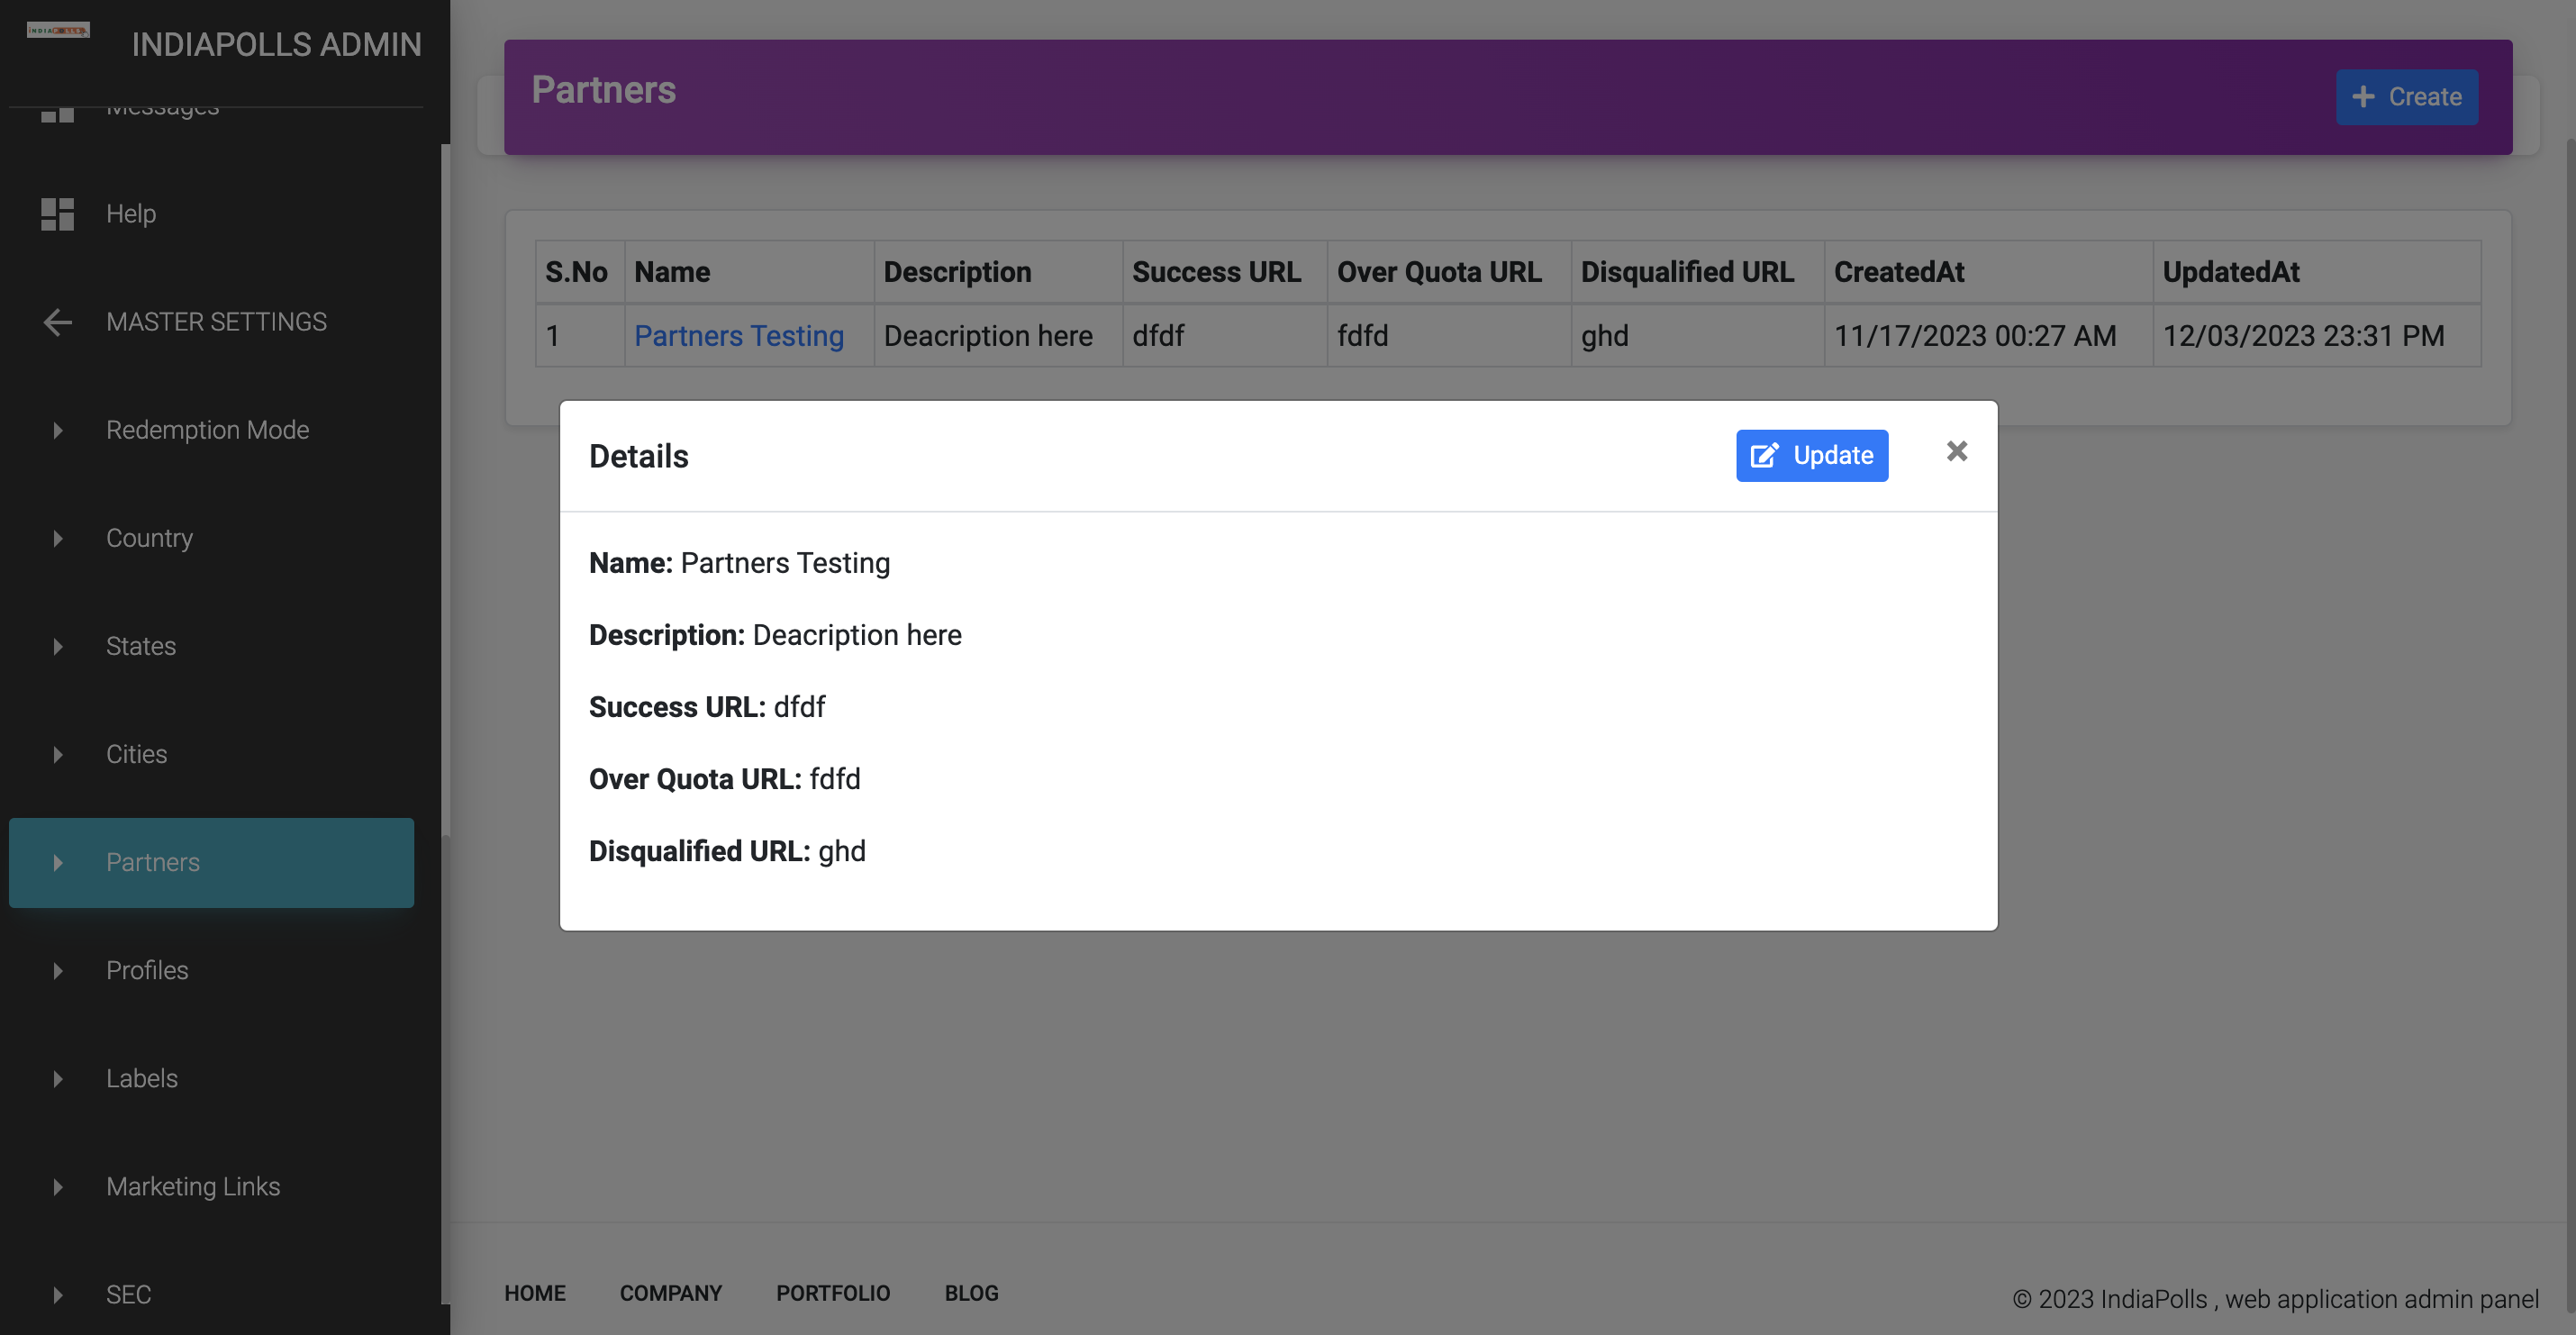 INDIAPOLLS
INDIAPOLLS ADMIN
Messages
Help
MASTER SETTINGS
Redemption Mode
Country
States
Cities
Partners
Profiles
Labels
Marketing Links
SEC
Partners
Create
S.No Name Description Success URL Over Quota URL Disqualified URL CreatedAt UpdatedAt
1 Partners Testing Deacription here dfdf fdfd ghd 11/17/2023 00:27 AM 12/03/2023 23:31 PM
Details
Update
Name: Partners Testing
Description: Deacription here
Success URL: dfdf
Over Quota URL: fdfd
Disqualified URL: ghd
HOME COMPANY PORTFOLIO BLOG
© 2023 IndiaPolls , web application admin panel